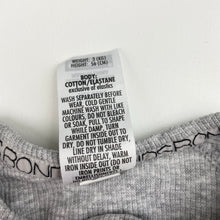 WEIGHT: 3 (KG)
HEIGHT: 56 (CM)
BODY:
COTTON/ELASTANE
exclusive of elastics
WASH SEPARATELY BEFORE
WEAR, COLD GENTLE
MACHINE WASH WITH LIKE
COLOURS, DO NOT BLEACH
OR SOAK, PULL TO SHAPE
WHILE DAMP, TURN
GARMENT INSIDE OUT TO
DRY, DO NOT TUMBLE DRY,
DRY IN SHADE
WITHOUT DELAY, WARM
IRON INSIDE OUT (DO NOT
IRON PRINTS OR